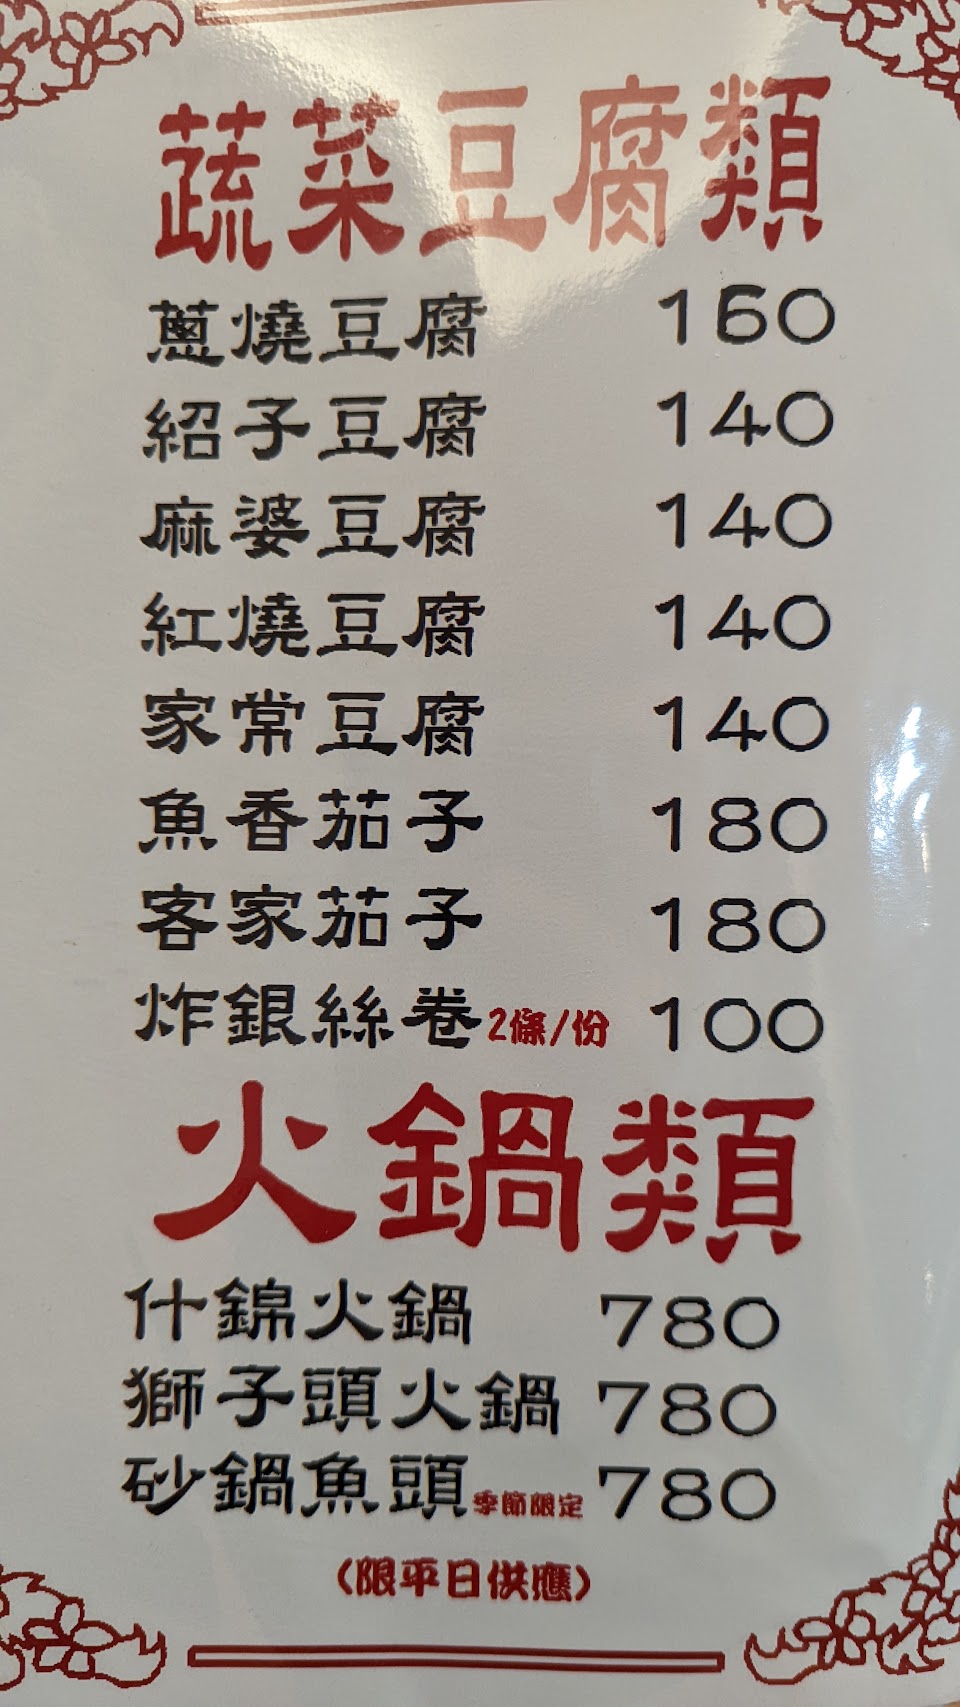 蔬菜豆腐類
蔥燒豆腐 160
紹子豆腐 140
麻婆豆腐 140
紅燒豆腐 140
家常豆腐 140
魚香茄子 180
客家茄子 180
炸銀絲卷 2條/份 100
火鍋類
什錦火鍋 780
獅子頭火鍋 780
砂鍋魚頭 季節限定 780
(限平日供應)